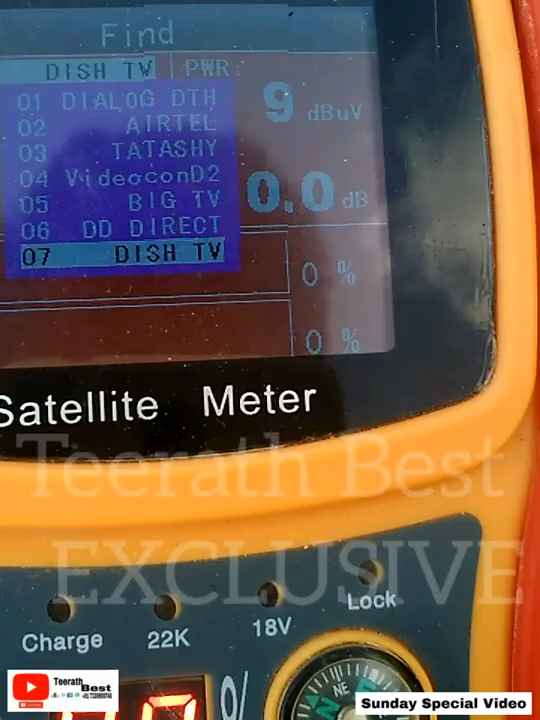 Find
DISH TV PWR:
01 DIALOG DTH
02 AIRTEL
03 TATASHY
04 VideoconD2
05 BIG TV
06 DD DIRECT
07 DISH TV
9 dBuV
0.0 dB
0 %
0 %
Satellite Meter
Teerath Best
EXCLUSIVE
Charge 22K 18V Lock
NE
Teerath
Best
Sunday Special Video